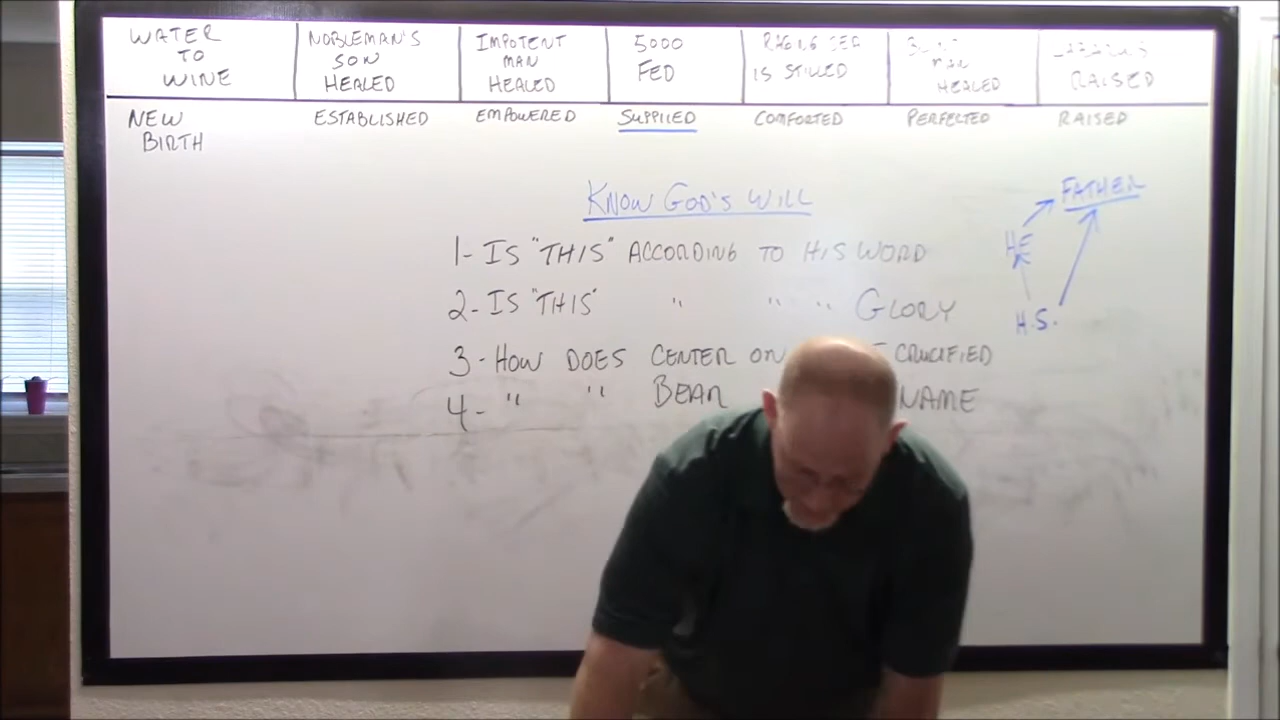 WATER
TO
WINE
NOBLEMAN'S
SON
HEALED
IMPOTENT
MAN
HEALED
5000
FED
RAGING SEA
IS STILLED
MAN
HEALED
RAISED
NEW
BIRTH
ESTABLISHED
EMPOWERED
SUPPLIED
COMFORTED
PERFECTED
RAISED
KNOW GOD'S WILL
1- IS "THIS" ACCORDING TO HIS WORD
2- IS "THIS" " " " GLORY
3 - HOW DOES CENTER ON CRUCIFIED
4 - " " BEAR NAME
FATHER
HE
H.S.